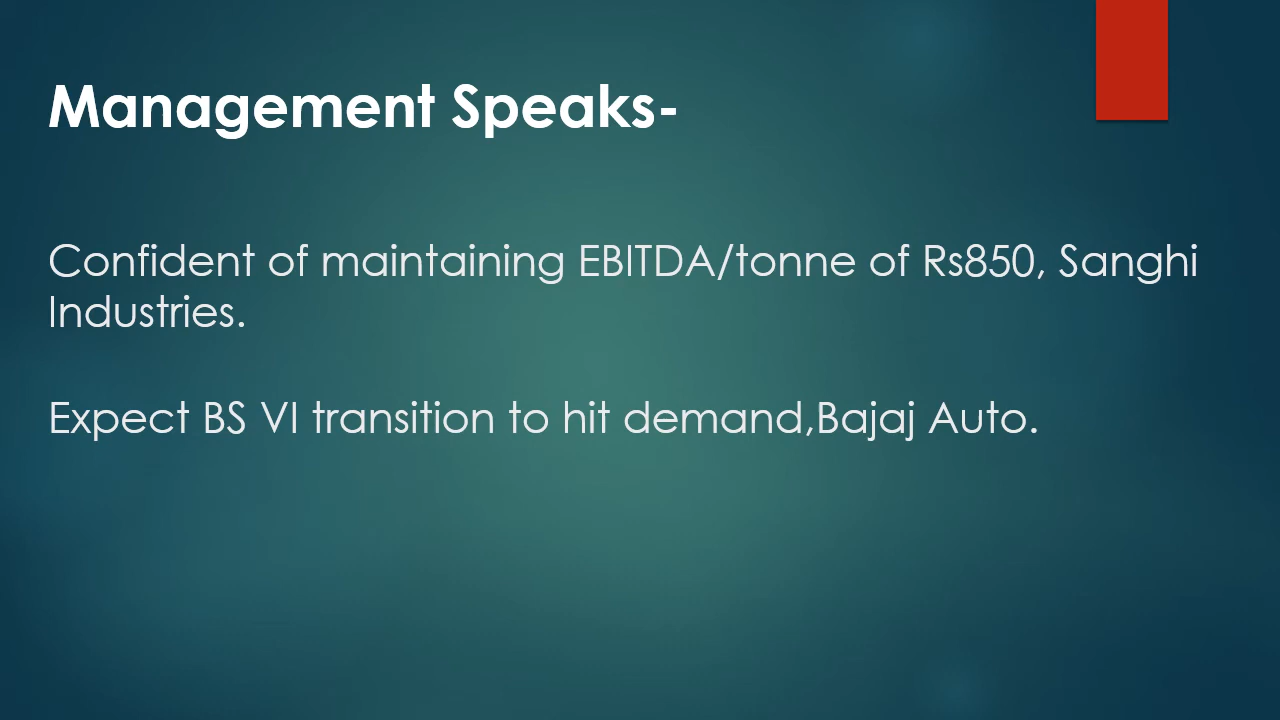 Management Speaks-
Confident of maintaining EBITDA/tonne of Rs850, Sanghi
Industries.
Expect BS VI transition to hit demand,Bajaj Auto.